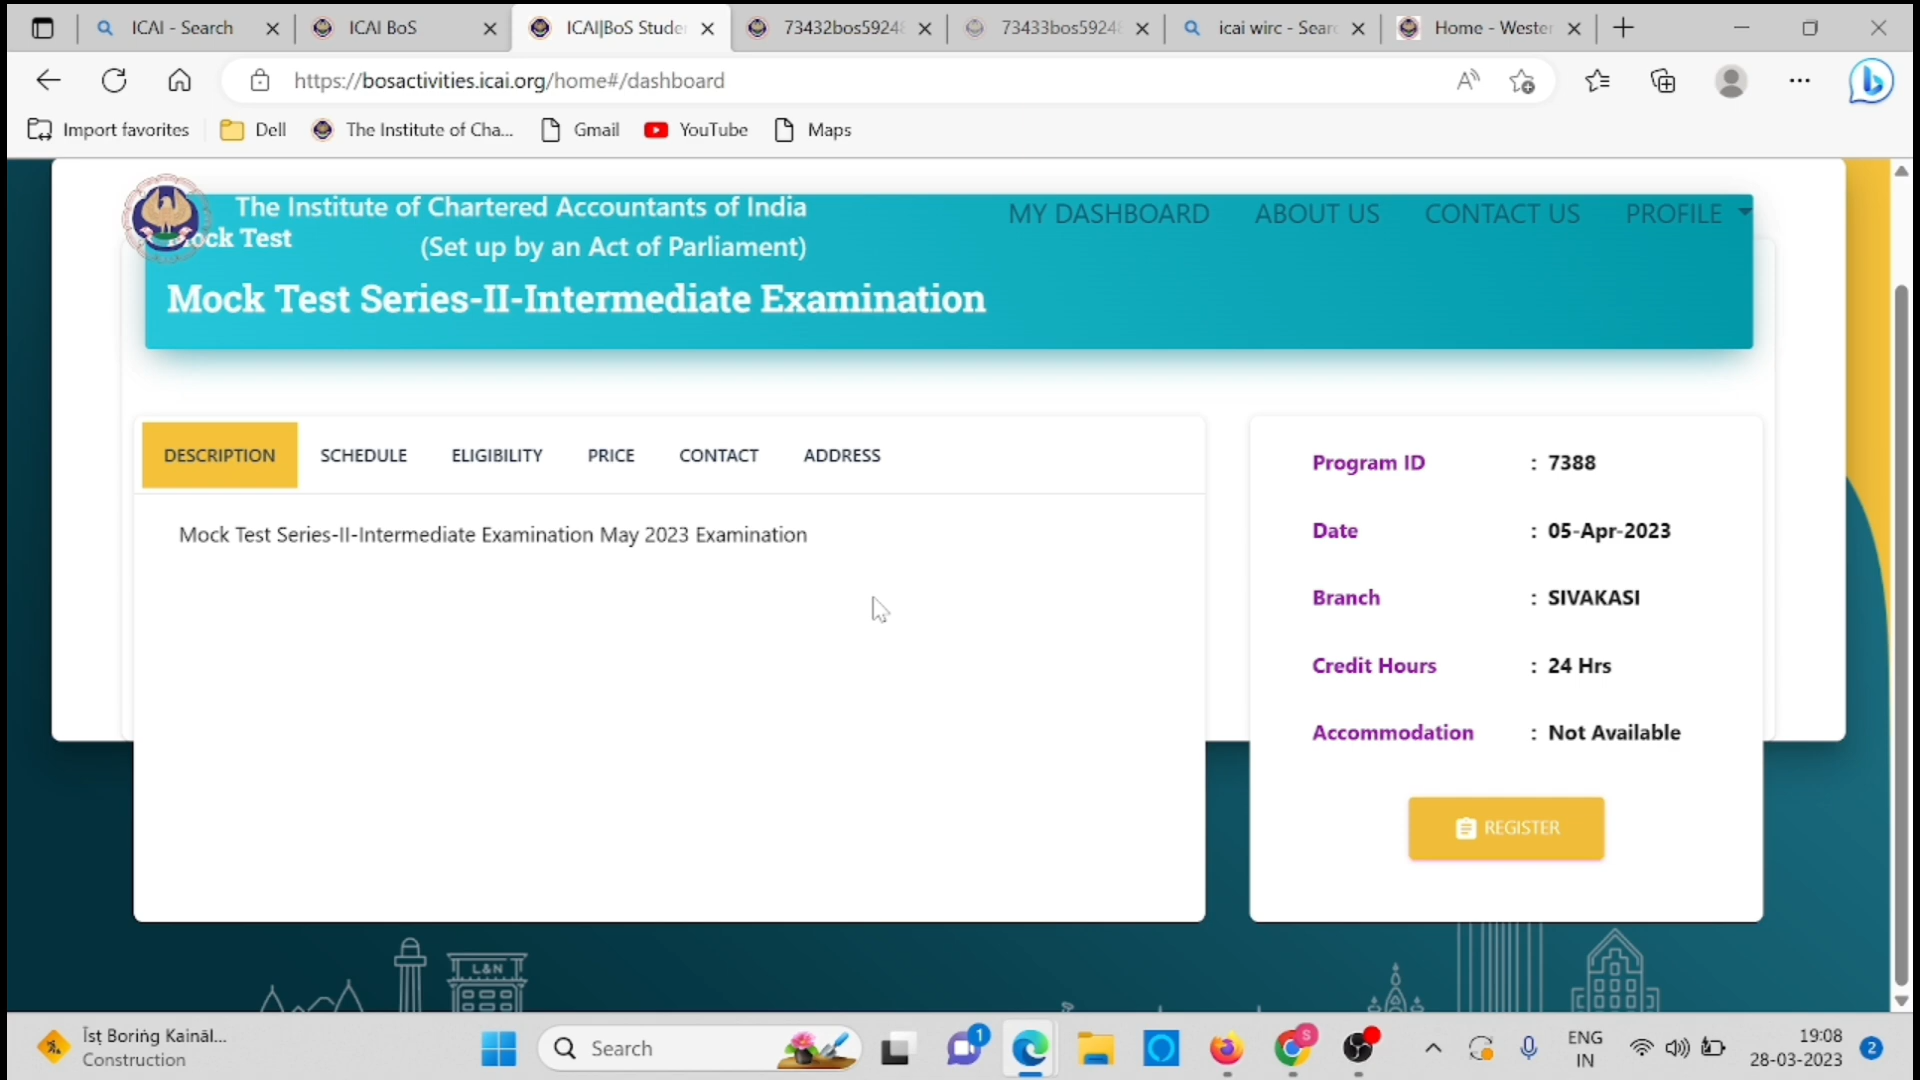 ICAI - Search
ICAI BoS
ICAI|BoS Stude
73432bos5924
73433bos5924
icai wirc - Sear
Home - Wester
https://bosactivities.icai.org/home#/dashboard
Import favorites
Dell
The Institute of Cha...
Gmail
YouTube
Maps
The Institute of Chartered Accountants of India
(Set up by an Act of Parliament)
MY DASHBOARD
ABOUT US
CONTACT US
PROFILE
Mock Test
Mock Test Series-II-Intermediate Examination
DESCRIPTION
SCHEDULE
ELIGIBILITY
PRICE
CONTACT
ADDRESS
Mock Test Series-II-Intermediate Examination May 2023 Examination
Program ID : 7388
Date : 05-Apr-2023
Branch : SIVAKASI
Credit Hours : 24 Hrs
Accommodation : Not Available
REGISTER
L&N
Construction
Search
1
S
ENG
IN
19:08
28-03-2023
2